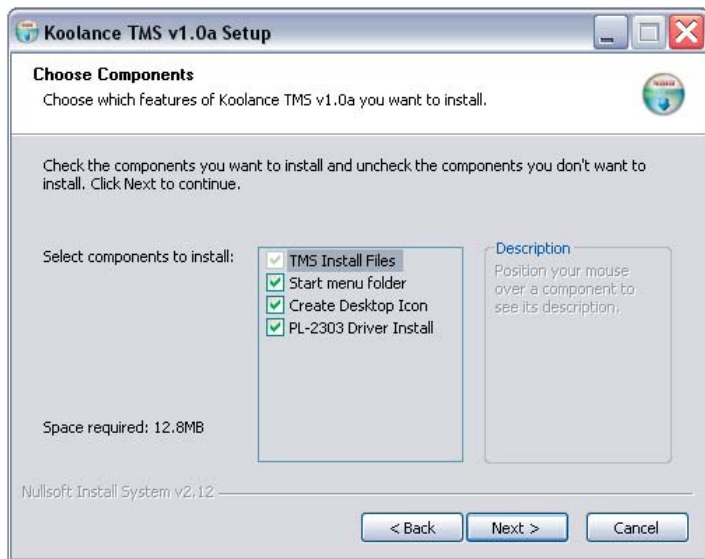 Koolance TMS v1.0a Setup
Choose Components
Choose which features of Koolance TMS v1.0a you want to install.
Check the components you want to install and uncheck the components you don't want to
install. Click Next to continue.
Select components to install:
TMS Install Files
Start menu folder
Create Desktop Icon
PL-2303 Driver Install
Description
Position your mouse
over a component to
see its description.
Space required: 12.8MB
Nullsoft Install System v2.12
< Back
Next >
Cancel